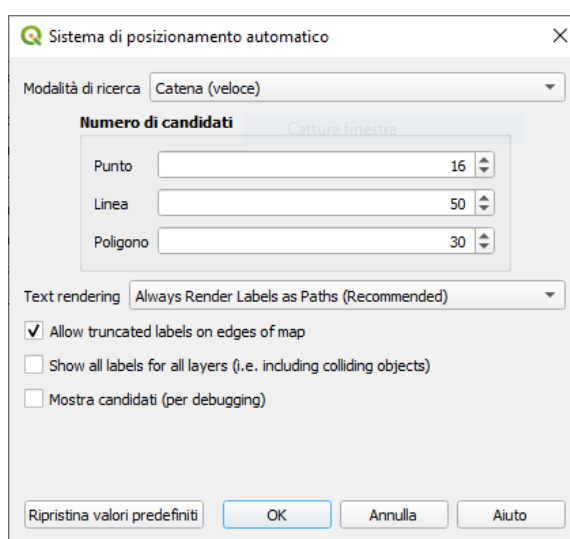 Sistema di posizionamento automatico
Modalità di ricerca Catena (veloce)
Numero di candidati
Cattura finestra
Punto 16
Linea 50
Poligono 30
Text rendering Always Render Labels as Paths (Recommended)
Allow truncated labels on edges of map
Show all labels for all layers (i.e. including colliding objects)
Mostra candidati (per debugging)
Ripristina valori predefiniti OK Annulla Aiuto